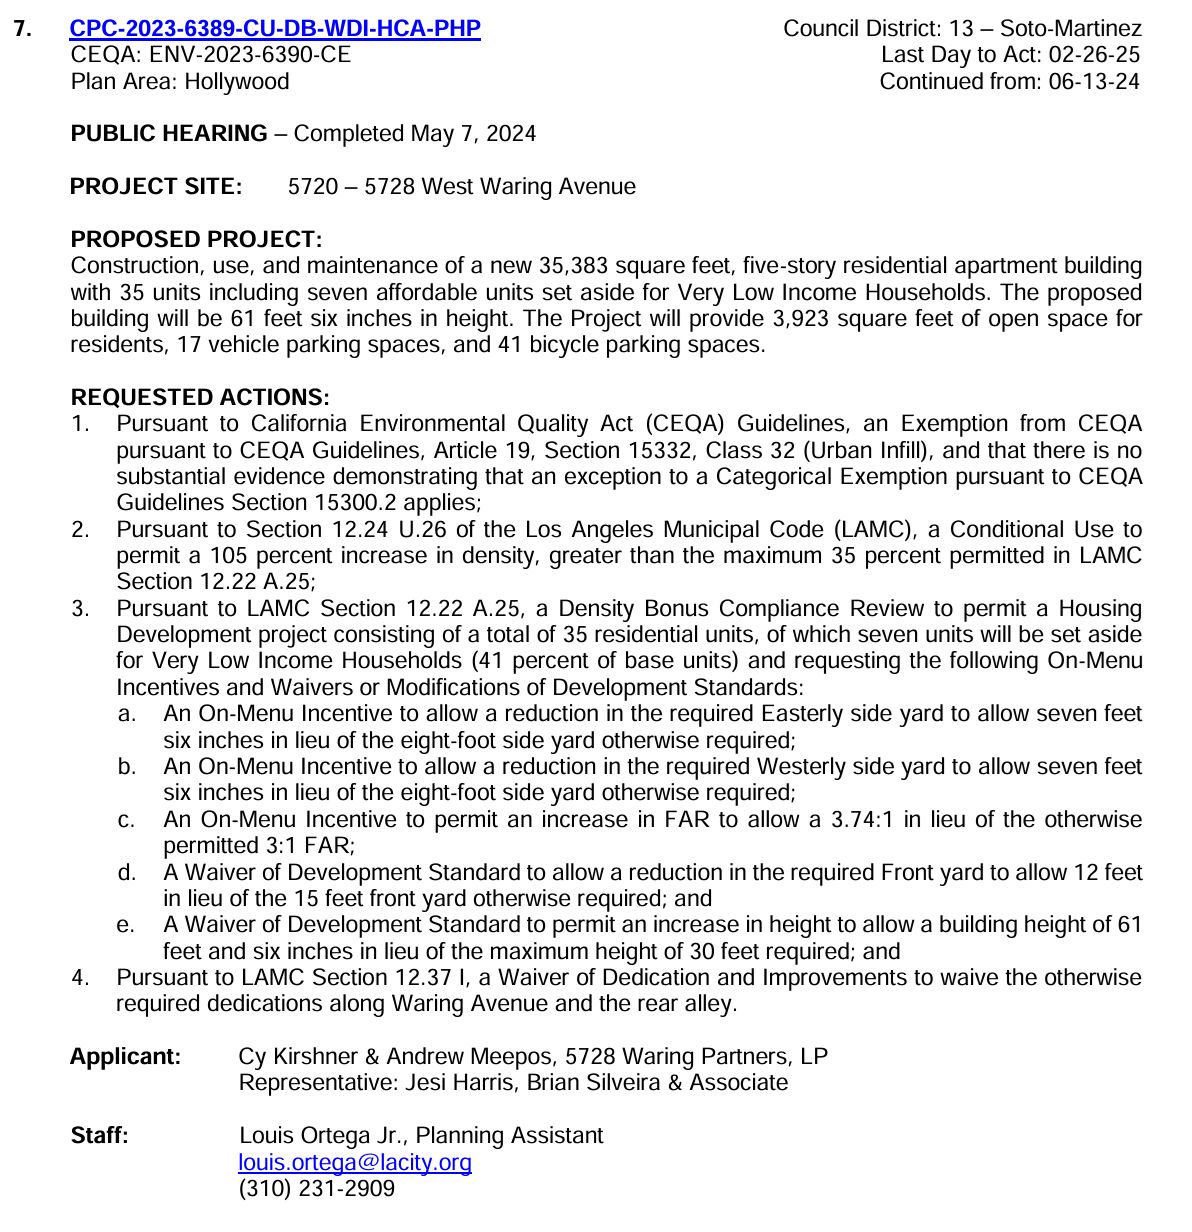 7. CPC-2023-6389-CU-DB-WDI-HCA-PHP Council District: 13 – Soto-Martinez
CEQA: ENV-2023-6390-CE Last Day to Act: 02-26-25
Plan Area: Hollywood Continued from: 06-13-24
PUBLIC HEARING – Completed May 7, 2024
PROJECT SITE: 5720 – 5728 West Waring Avenue
PROPOSED PROJECT:
Construction, use, and maintenance of a new 35,383 square feet, five-story residential apartment building
with 35 units including seven affordable units set aside for Very Low Income Households. The proposed
building will be 61 feet six inches in height. The Project will provide 3,923 square feet of open space for
residents, 17 vehicle parking spaces, and 41 bicycle parking spaces.
REQUESTED ACTIONS:
1. Pursuant to California Environmental Quality Act (CEQA) Guidelines, an Exemption from CEQA
pursuant to CEQA Guidelines, Article 19, Section 15332, Class 32 (Urban Infill), and that there is no
substantial evidence demonstrating that an exception to a Categorical Exemption pursuant to CEQA
Guidelines Section 15300.2 applies;
2. Pursuant to Section 12.24 U.26 of the Los Angeles Municipal Code (LAMC), a Conditional Use to
permit a 105 percent increase in density, greater than the maximum 35 percent permitted in LAMC
Section 12.22 A.25;
3. Pursuant to LAMC Section 12.22 A.25, a Density Bonus Compliance Review to permit a Housing
Development project consisting of a total of 35 residential units, of which seven units will be set aside
for Very Low Income Households (41 percent of base units) and requesting the following On-Menu
Incentives and Waivers or Modifications of Development Standards:
a. An On-Menu Incentive to allow a reduction in the required Easterly side yard to allow seven feet
six inches in lieu of the eight-foot side yard otherwise required;
b. An On-Menu Incentive to allow a reduction in the required Westerly side yard to allow seven feet
six inches in lieu of the eight-foot side yard otherwise required;
c. An On-Menu Incentive to permit an increase in FAR to allow a 3.74:1 in lieu of the otherwise
permitted 3:1 FAR;
d. A Waiver of Development Standard to allow a reduction in the required Front yard to allow 12 feet
in lieu of the 15 feet front yard otherwise required; and
e. A Waiver of Development Standard to permit an increase in height to allow a building height of 61
feet and six inches in lieu of the maximum height of 30 feet required; and
4. Pursuant to LAMC Section 12.37 I, a Waiver of Dedication and Improvements to waive the otherwise
required dedications along Waring Avenue and the rear alley.
Applicant: Cy Kirshner & Andrew Meepos, 5728 Waring Partners, LP
Representative: Jesi Harris, Brian Silveira & Associate
Staff: Louis Ortega Jr., Planning Assistant
louis.ortega@lacity.org
(310) 231-2909